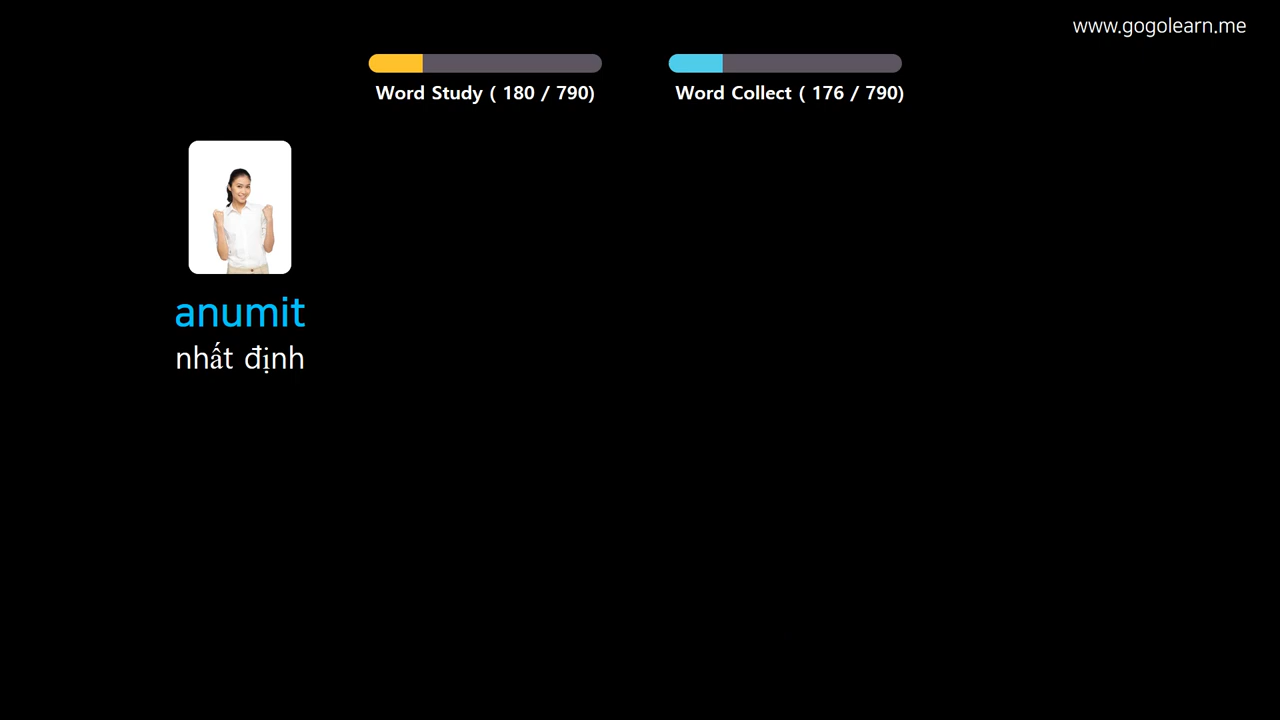 www.gogolearn.me
Word Study ( 180 / 790)
Word Collect ( 176 / 790)
anumit
nhất định